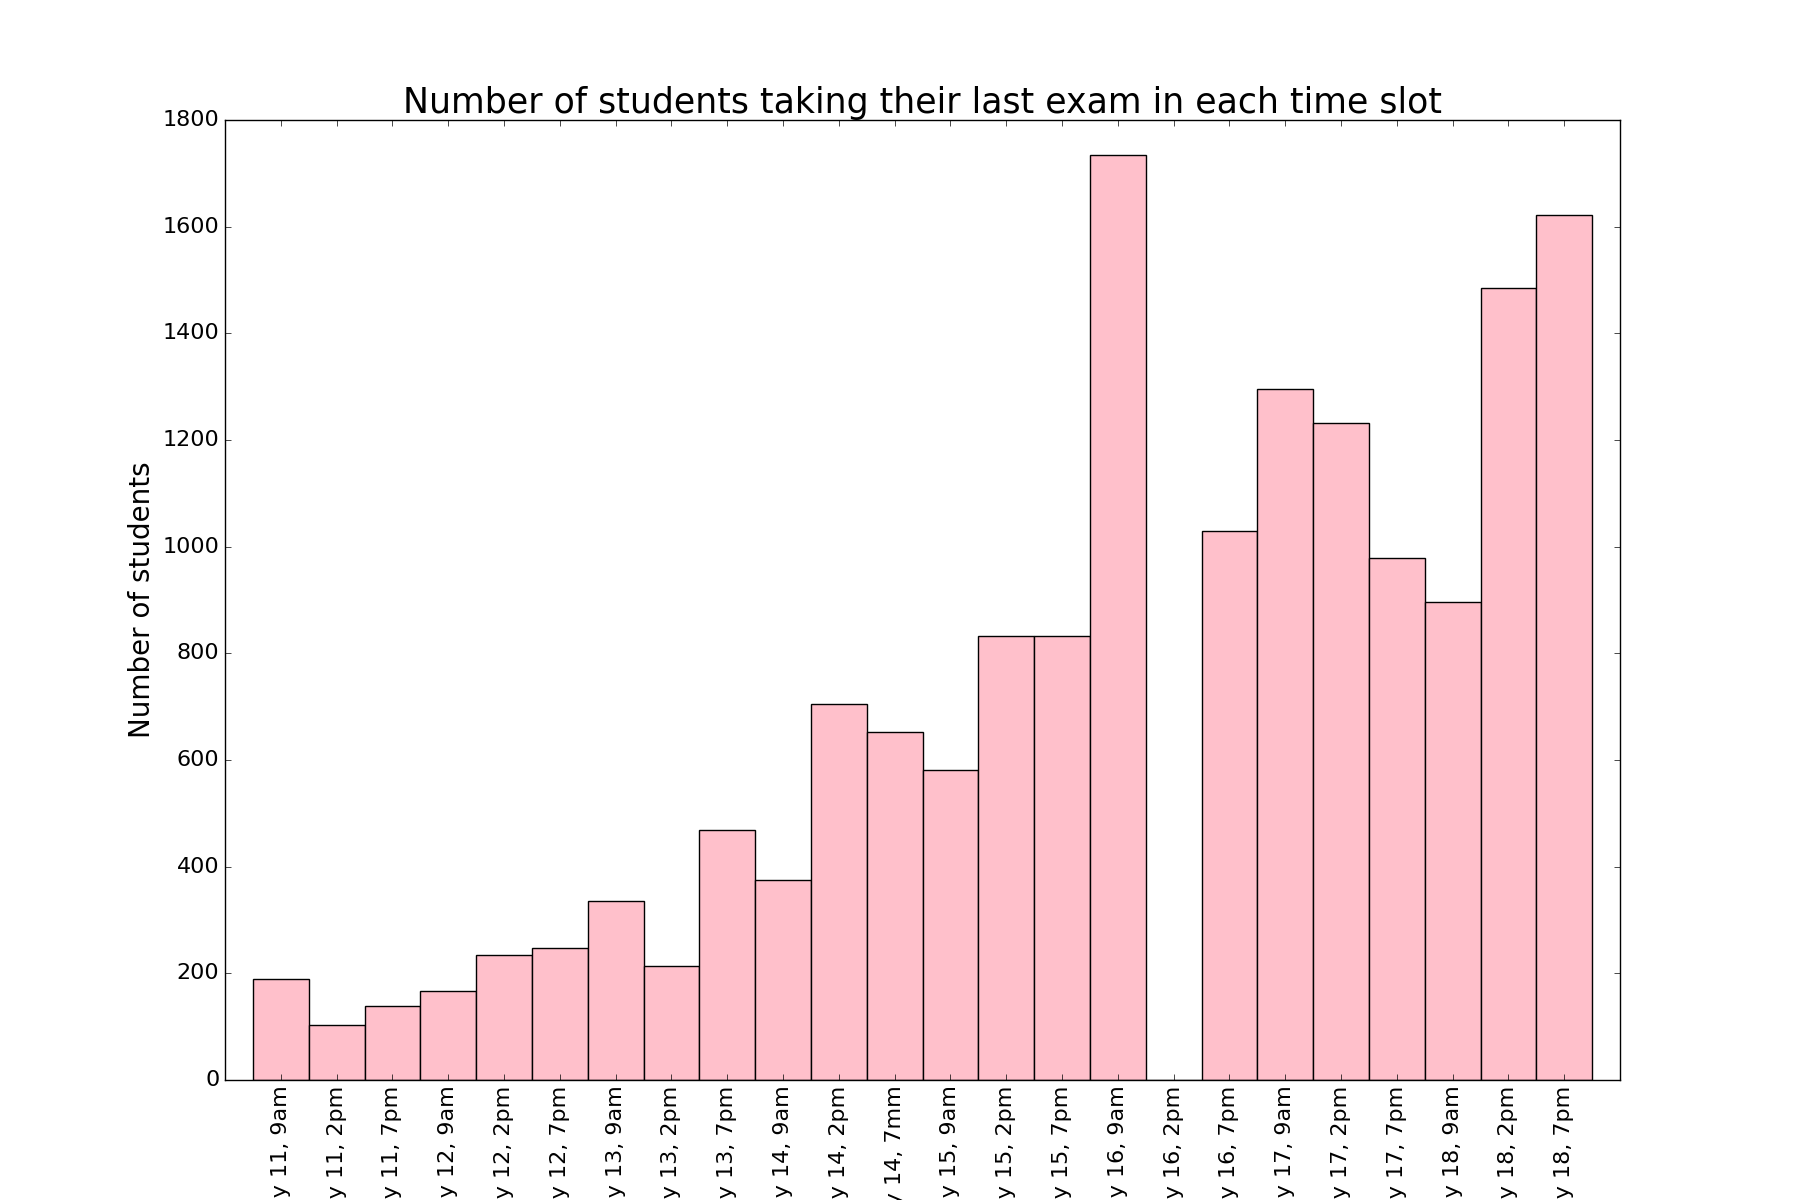 Number of students taking their last exam in each time slot
Number of students
1800
1600
1400
1200
1000
800
600
400
200
0
y 11, 9am
y 11, 2pm
y 11, 7pm
y 12, 9am
y 12, 2pm
y 12, 7pm
y 13, 9am
y 13, 2pm
y 13, 7pm
y 14, 9am
y 14, 2pm
y 14, 7mm
y 15, 9am
y 15, 2pm
y 15, 7pm
y 16, 9am
y 16, 2pm
y 16, 7pm
y 17, 9am
y 17, 2pm
y 17, 7pm
y 18, 9am
y 18, 2pm
y 18, 7pm